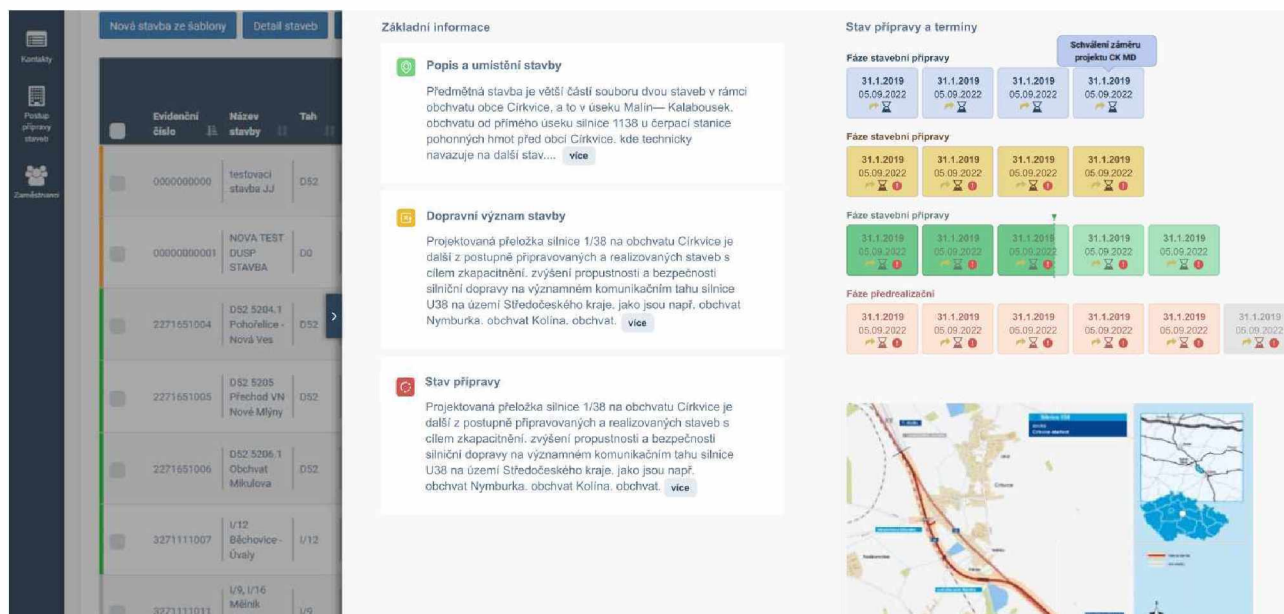 Kontakty
Postup
přípravy
staveb
Zaměstnanci
Nová stavba ze šablony
Detail staveb
Evidenční
číslo
Název
stavby
Tah
0000000000
testovací
stavba JJ
D52
00000000001
NOVA TEST
DUSP
STAVBA
D0
2271651004
D52 5204.1
Pohořelice -
Nová Ves
D52
2271651005
D52 5205
Přechod VN
Nové Mlýny
D52
2271651006
D52 5206.1
Obchvat
Mikulova
D52
3271111007
I/12
Běchovice -
Úvaly
I/12
3271111011
I/9, I/16
Mělník
I/9
Základní informace
Popis a umístění stavby
Předmětná stavba je větší částí souboru dvou staveb v rámci
obchvatu obce Církvice, a to v úseku Malín— Kalabousek.
obchvatu od přímého úseku silnice 1138 u čerpací stanice
pohonných hmot před obcí Církvice. kde technicky
navazuje na další stav.... více
Dopravní význam stavby
Projektovaná přeložka silnice 1/38 na obchvatu Církvice je
další z postupně připravovaných a realizovaných staveb s
cílem zkapacitnění. zvýšení propustnosti a bezpečnosti
silniční dopravy na významném komunikačním tahu silnice
U38 na území Středočeského kraje. jako jsou např. obchvat
Nymburka. obchvat Kolína. obchvat. více
Stav přípravy
Projektovaná přeložka silnice 1/38 na obchvatu Církvice je
další z postupně připravovaných a realizovaných staveb s
cílem zkapacitnění. zvýšení propustnosti a bezpečnosti
silniční dopravy na významném komunikačním tahu silnice
U38 na území Středočeského kraje. jako jsou např.
obchvat Nymburka. obchvat Kolína. obchvat. více
Stav přípravy a termíny
Schválení záměru
projektu CK MD
Fáze stavební přípravy
31.1.2019 31.1.2019 31.1.2019 31.1.2019
05.09.2022 05.09.2022 05.09.2022 05.09.2022
Fáze stavební přípravy
31.1.2019 31.1.2019 31.1.2019 31.1.2019
05.09.2022 05.09.2022 05.09.2022 05.09.2022
Fáze stavební přípravy
31.1.2019 31.1.2019 31.1.2019 31.1.2019 31.1.2019
05.09.2022 05.09.2022 05.09.2022 05.09.2022 05.09.2022
Fáze předrealizační
31.1.2019 31.1.2019 31.1.2019 31.1.2019 31.1.2019 31.1.2019
05.09.2022 05.09.2022 05.09.2022 05.09.2022 05.09.2022 05.09.2022
Církvice